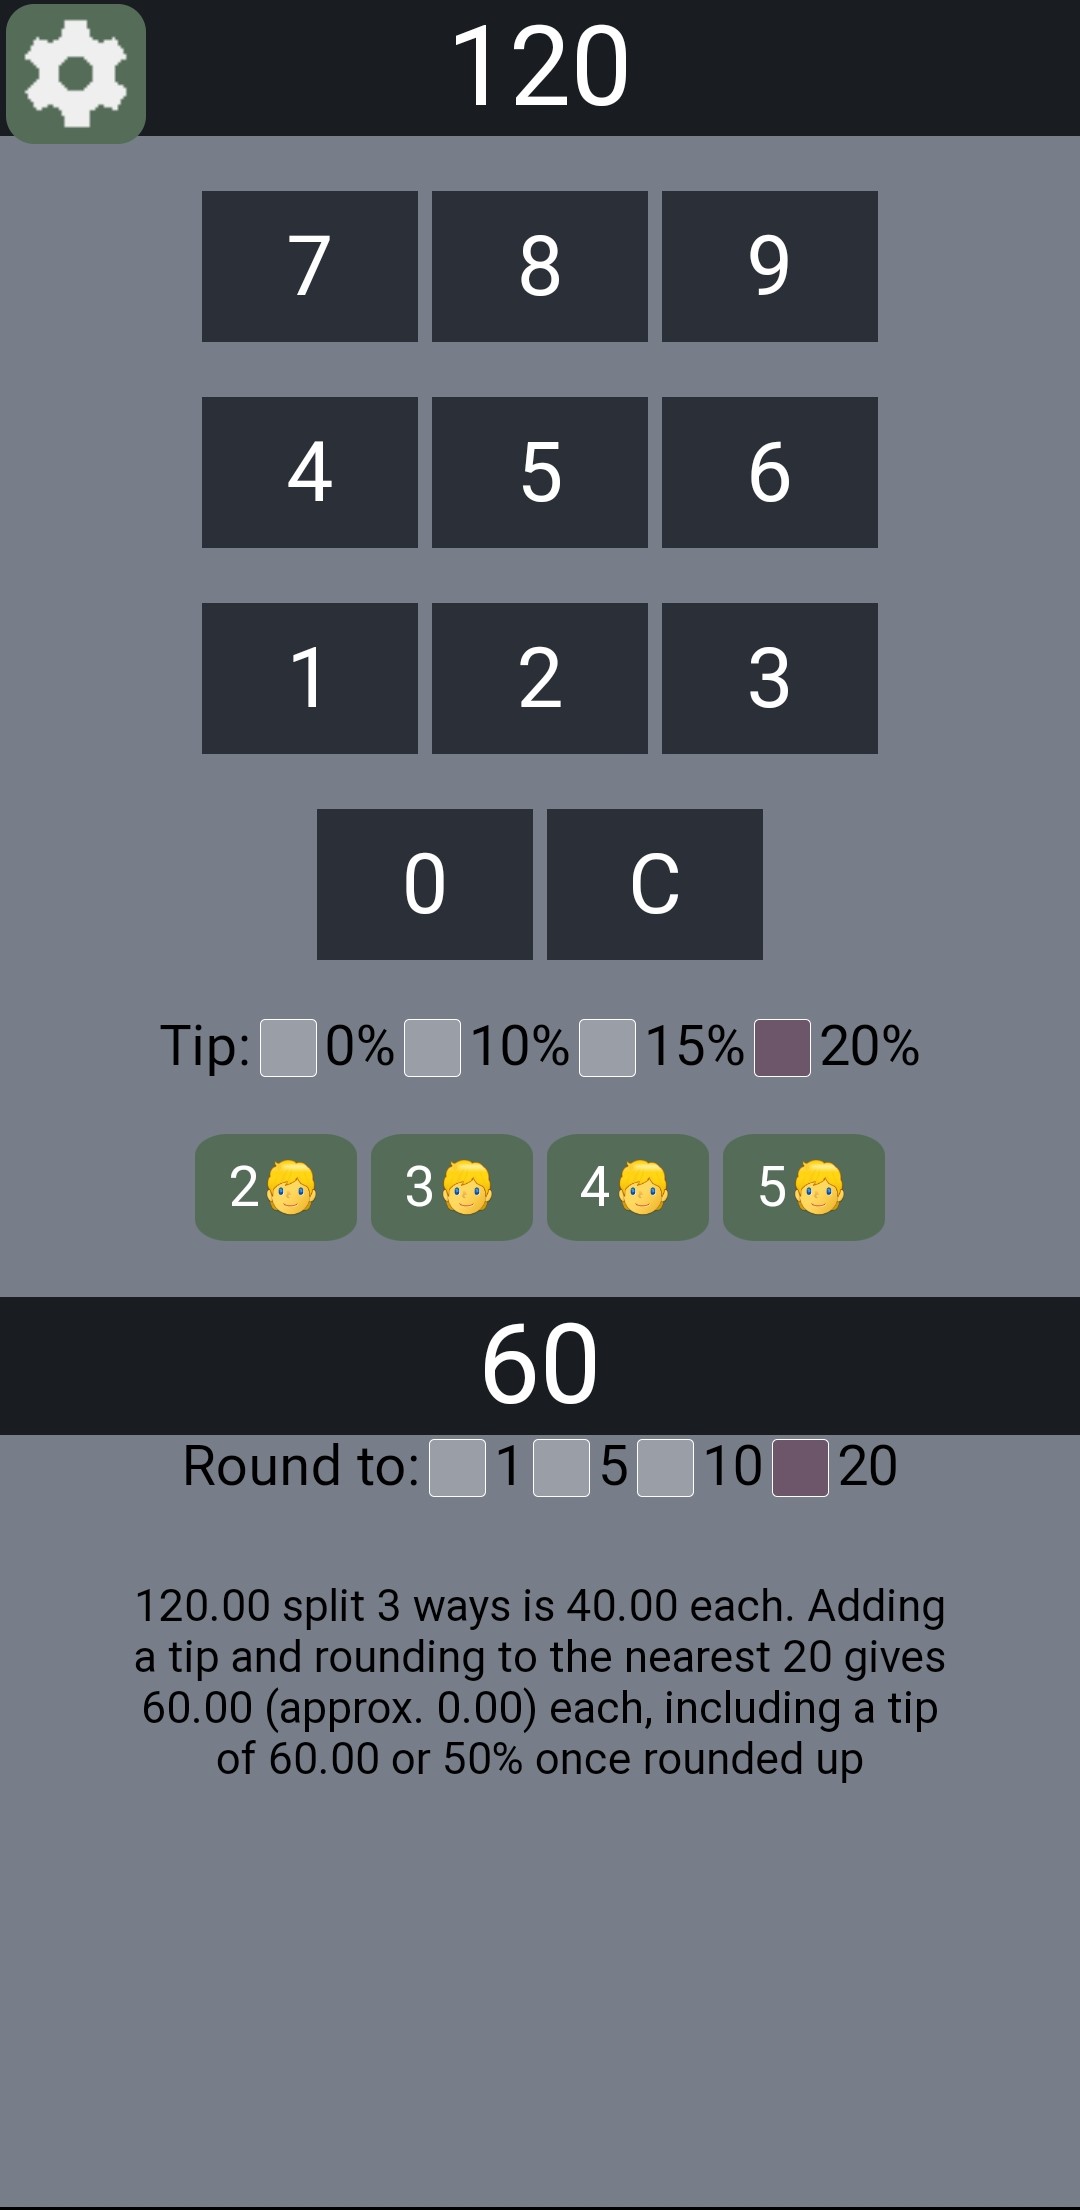 120
7 8 9
4 5 6
1 2 3
0 C
Tip: 0% 10% 15% 20%
2 3 4 5
60
Round to: 1 5 10 20
120.00 split 3 ways is 40.00 each. Adding
a tip and rounding to the nearest 20 gives
60.00 (approx. 0.00) each, including a tip
of 60.00 or 50% once rounded up